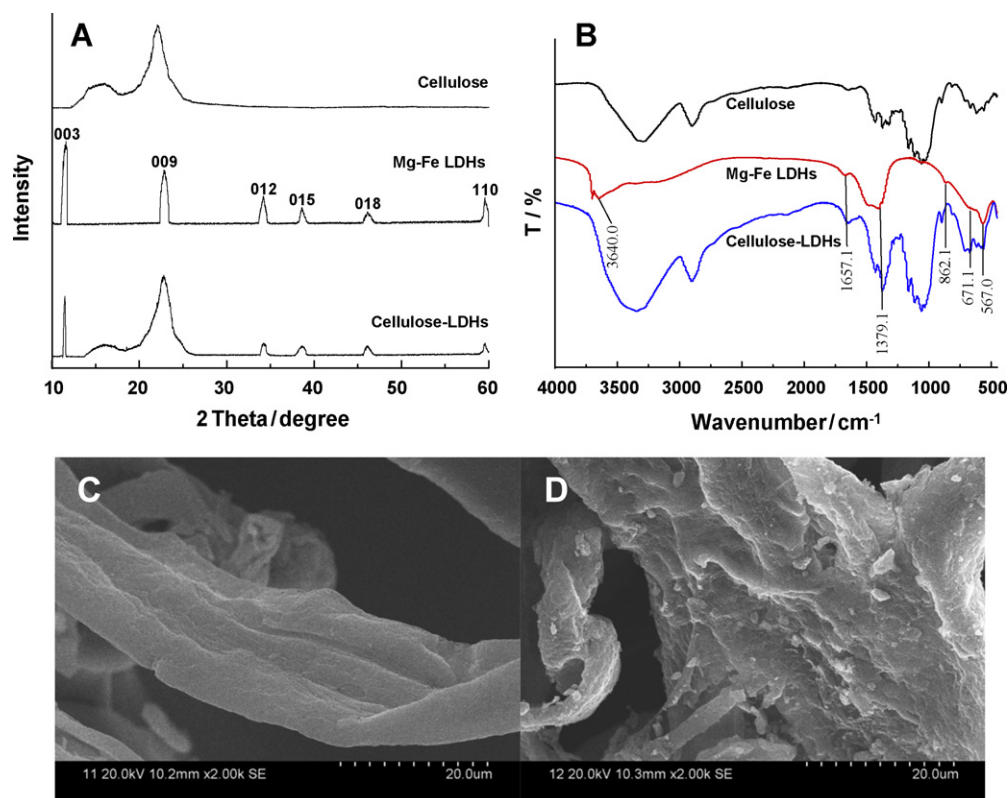 A
Cellulose
003
009
Mg-Fe LDHs
012
015
018
110
Cellulose-LDHs
Intensity
10 20 30 40 50 60
2 Theta / degree
B
Cellulose
Mg-Fe LDHs
Cellulose-LDHs
3640.0
1657.1
1379.1
862.1
671.1
567.0
T / %
4000 3500 3000 2500 2000 1500 1000 500
Wavenumber / cm-1
C
11 20.0kV 10.2mm x2.00k SE 20.0um
D
12 20.0kV 10.3mm x2.00k SE 20.0um